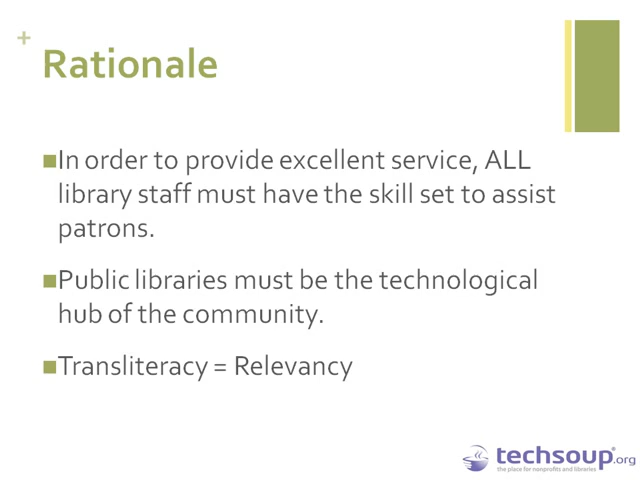 +
Rationale
In order to provide excellent service, ALL
library staff must have the skill set to assist
patrons.
Public libraries must be the technological
hub of the community.
Transliteracy = Relevancy
techsoup.org
the place for nonprofits and libraries